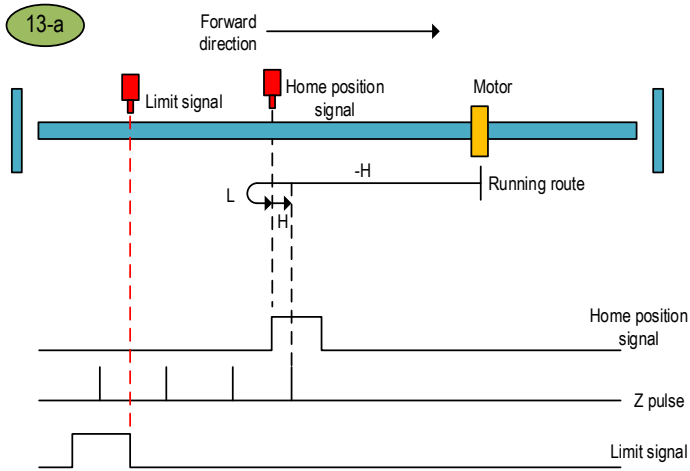 13-a
Forward
direction
Limit signal
Home position
signal
Motor
-H
Running route
L
H
Home position
signal
Z pulse
Limit signal